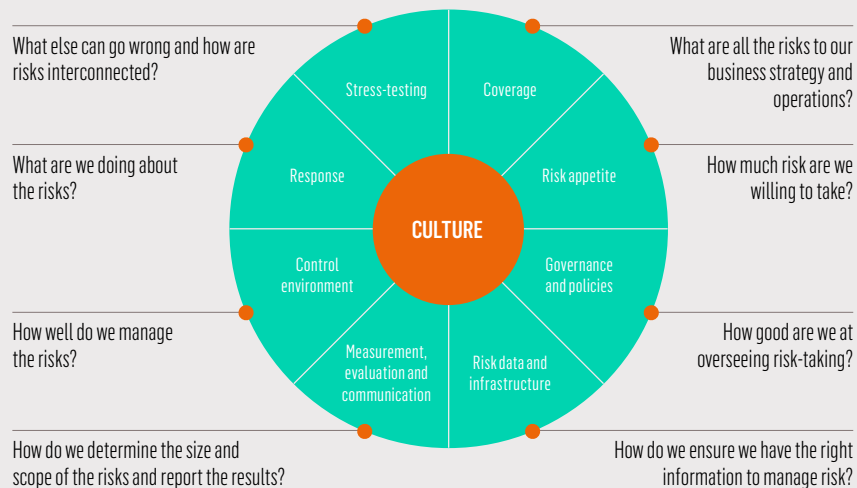 What else can go wrong and how are
risks interconnected?
What are all the risks to our
business strategy and
operations?
Stress-testing
Coverage
What are we doing about
the risks?
Response
Risk appetite
How much risk are we
willing to take?
CULTURE
Control
environment
Governance
and policies
How well do we manage
the risks?
How good are we at
overseeing risk-taking?
Measurement,
evaluation and
communication
Risk data and
infrastructure
How do we determine the size and
scope of the risks and report the results?
How do we ensure we have the right
information to manage risk?